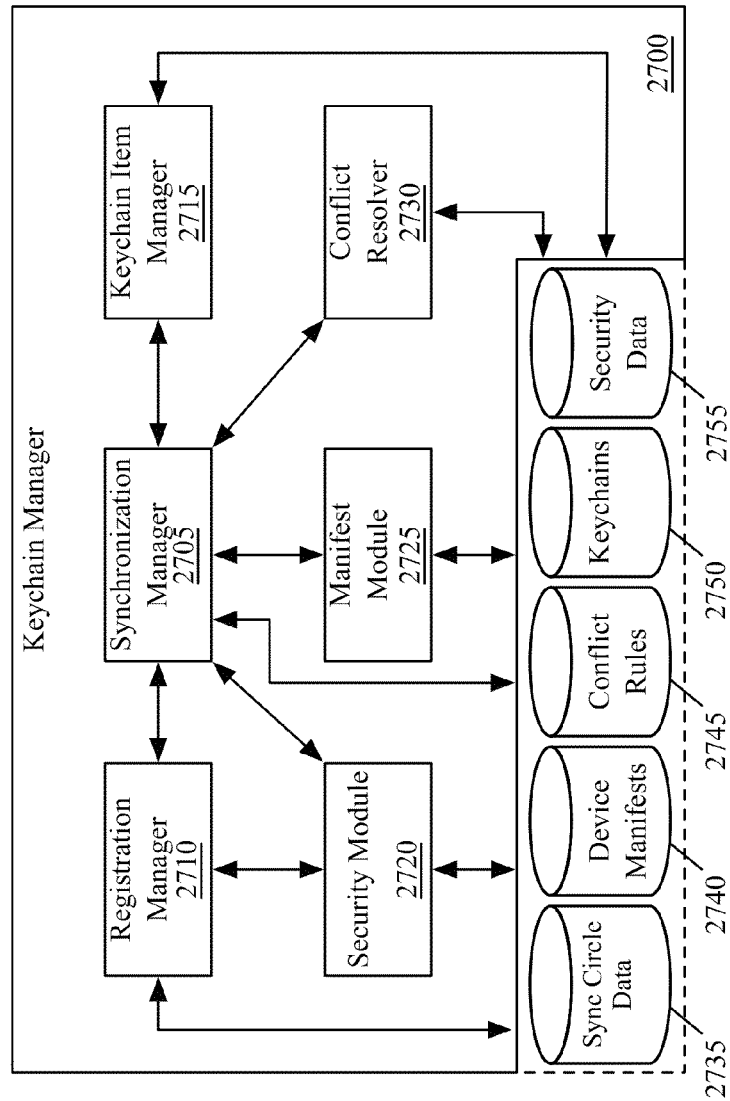 Keychain Manager
Registration
Manager
2710
Synchronization
Manager
2705
Keychain Item
Manager
2715
Security Module
2720
Manifest
Module
2725
Conflict
Resolver
2730
Sync Circle
Data
Device
Manifests
Conflict
Rules
Keychains
Security
Data
2700
2735
2740
2745
2750
2755